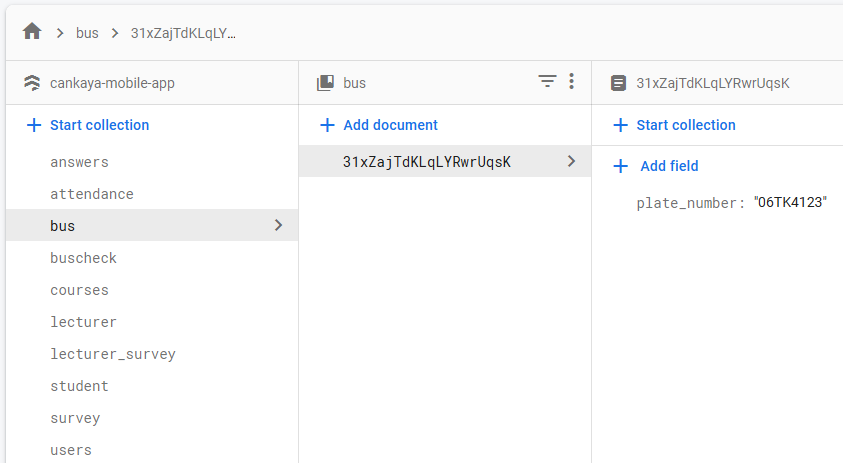 bus
31xZajTdKLqLY...
cankaya-mobile-app
Start collection
answers
attendance
bus
buscheck
courses
lecturer
lecturer_survey
student
survey
users
bus
Add document
31xZajTdKLqLYRwrUqsK
31xZajTdKLqLYRwrUqsK
Start collection
Add field
plate_number: "06TK4123"